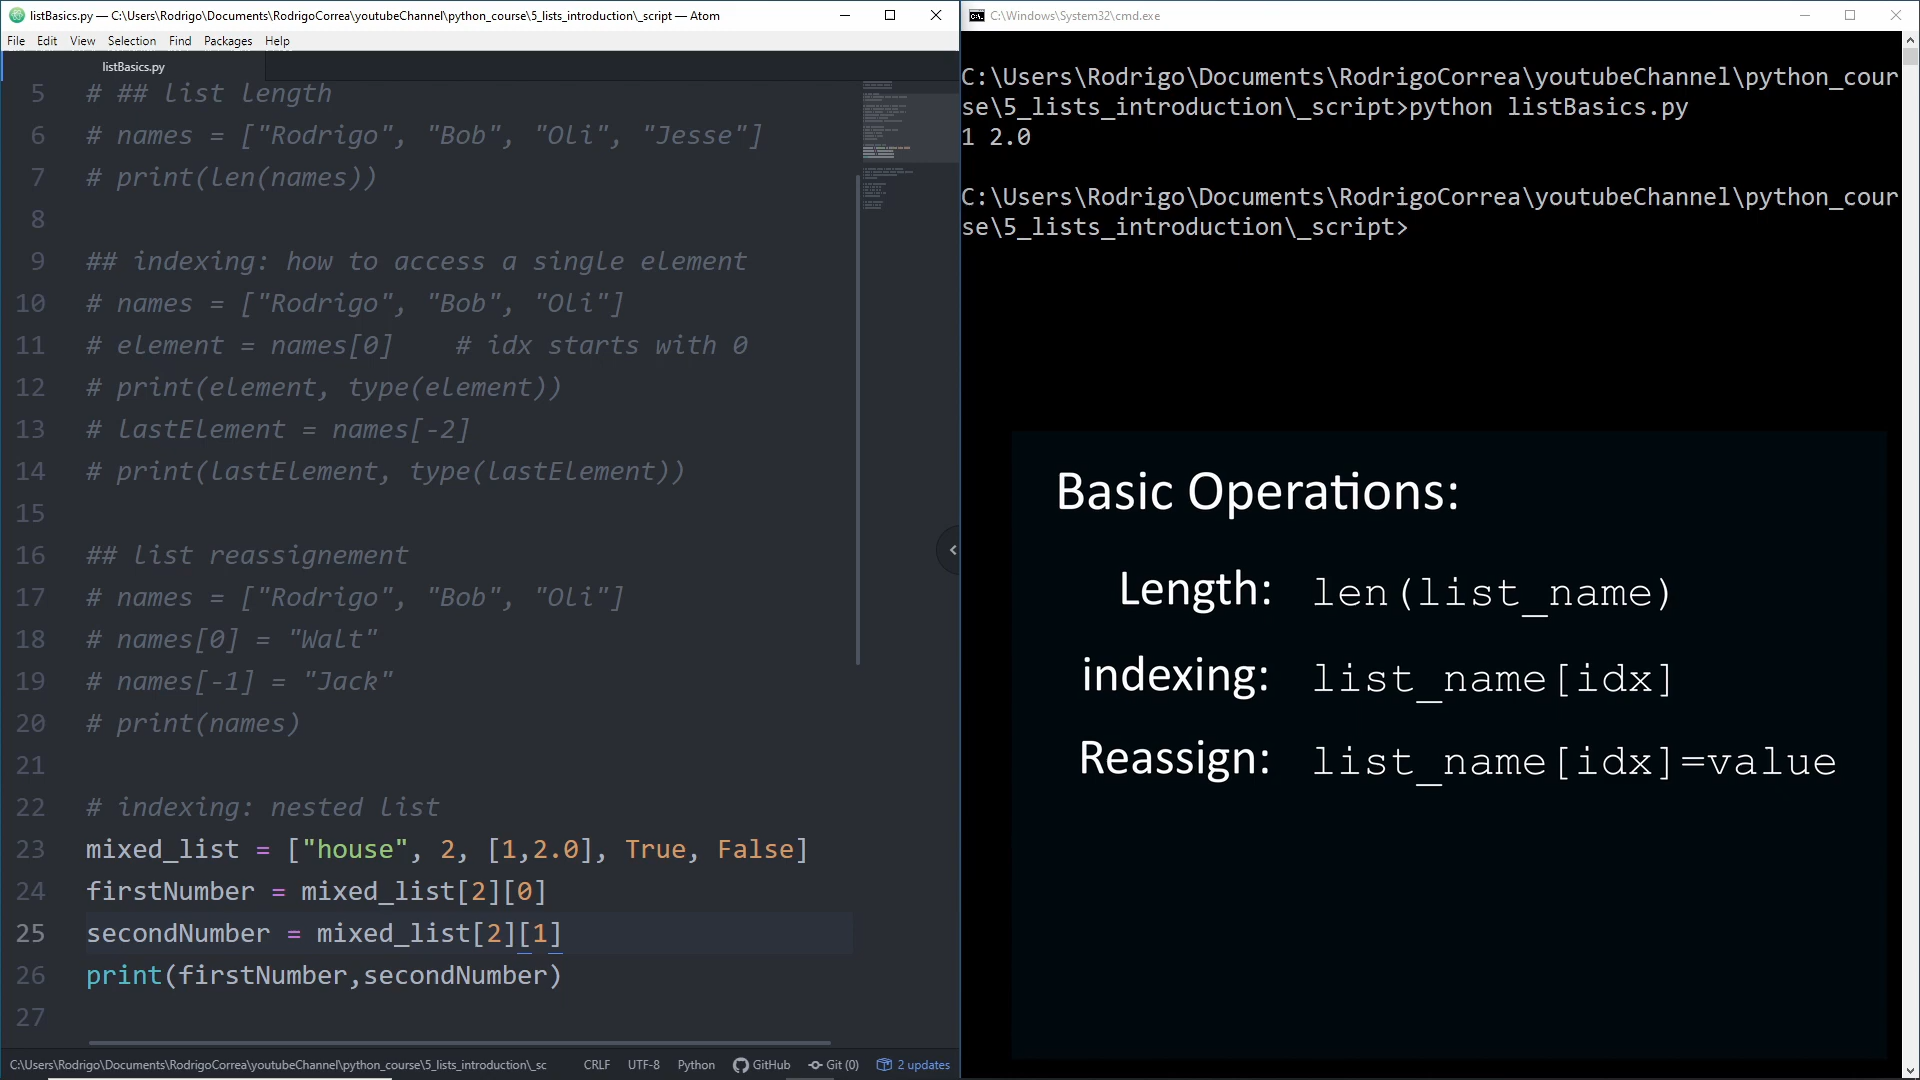 listBasics.py — C:\Users\Rodrigo\Documents\RodrigoCorrea\youtubeChannel\python_course\5_lists_introduction\_script — Atom
File Edit View Selection Find Packages Help
listBasics.py
5 # ## list length
6 # names = ["Rodrigo", "Bob", "Oli", "Jesse"]
7 # print(len(names))
8
9 ## indexing: how to access a single element
10 # names = ["Rodrigo", "Bob", "Oli"]
11 # element = names[0]    # idx starts with 0
12 # print(element, type(element))
13 # lastElement = names[-2]
14 # print(lastElement, type(lastElement))
15
16 ## list reassignement
17 # names = ["Rodrigo", "Bob", "Oli"]
18 # names[0] = "Walt"
19 # names[-1] = "Jack"
20 # print(names)
21
22 # indexing: nested list
23 mixed_list = ["house", 2, [1,2.0], True, False]
24 firstNumber = mixed_list[2][0]
25 secondNumber = mixed_list[2][1]
26 print(firstNumber,secondNumber)
27
C:\Users\Rodrigo\Documents\RodrigoCorrea\youtubeChannel\python_course\5_lists_introduction\_sc CRLF UTF-8 Python GitHub Git (0) 2 updates
C:\Windows\System32\cmd.exe
C:\Users\Rodrigo\Documents\RodrigoCorrea\youtubeChannel\python_cour
se\5_lists_introduction\_script>python listBasics.py
1 2.0
C:\Users\Rodrigo\Documents\RodrigoCorrea\youtubeChannel\python_cour
se\5_lists_introduction\_script>
Basic Operations:
Length: len(list_name)
indexing: list_name[idx]
Reassign: list_name[idx]=value